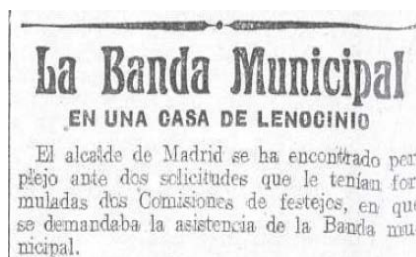 La Banda Municipal
EN UNA CASA DE LENOCINIO
El alcalde de Madrid se ha encontrado per
plejo ante dos solicitudes que le tenían for
muladas dos Comisiones de festejos, en que
se demandaba la asistencia de la Banda mu
nicipal.